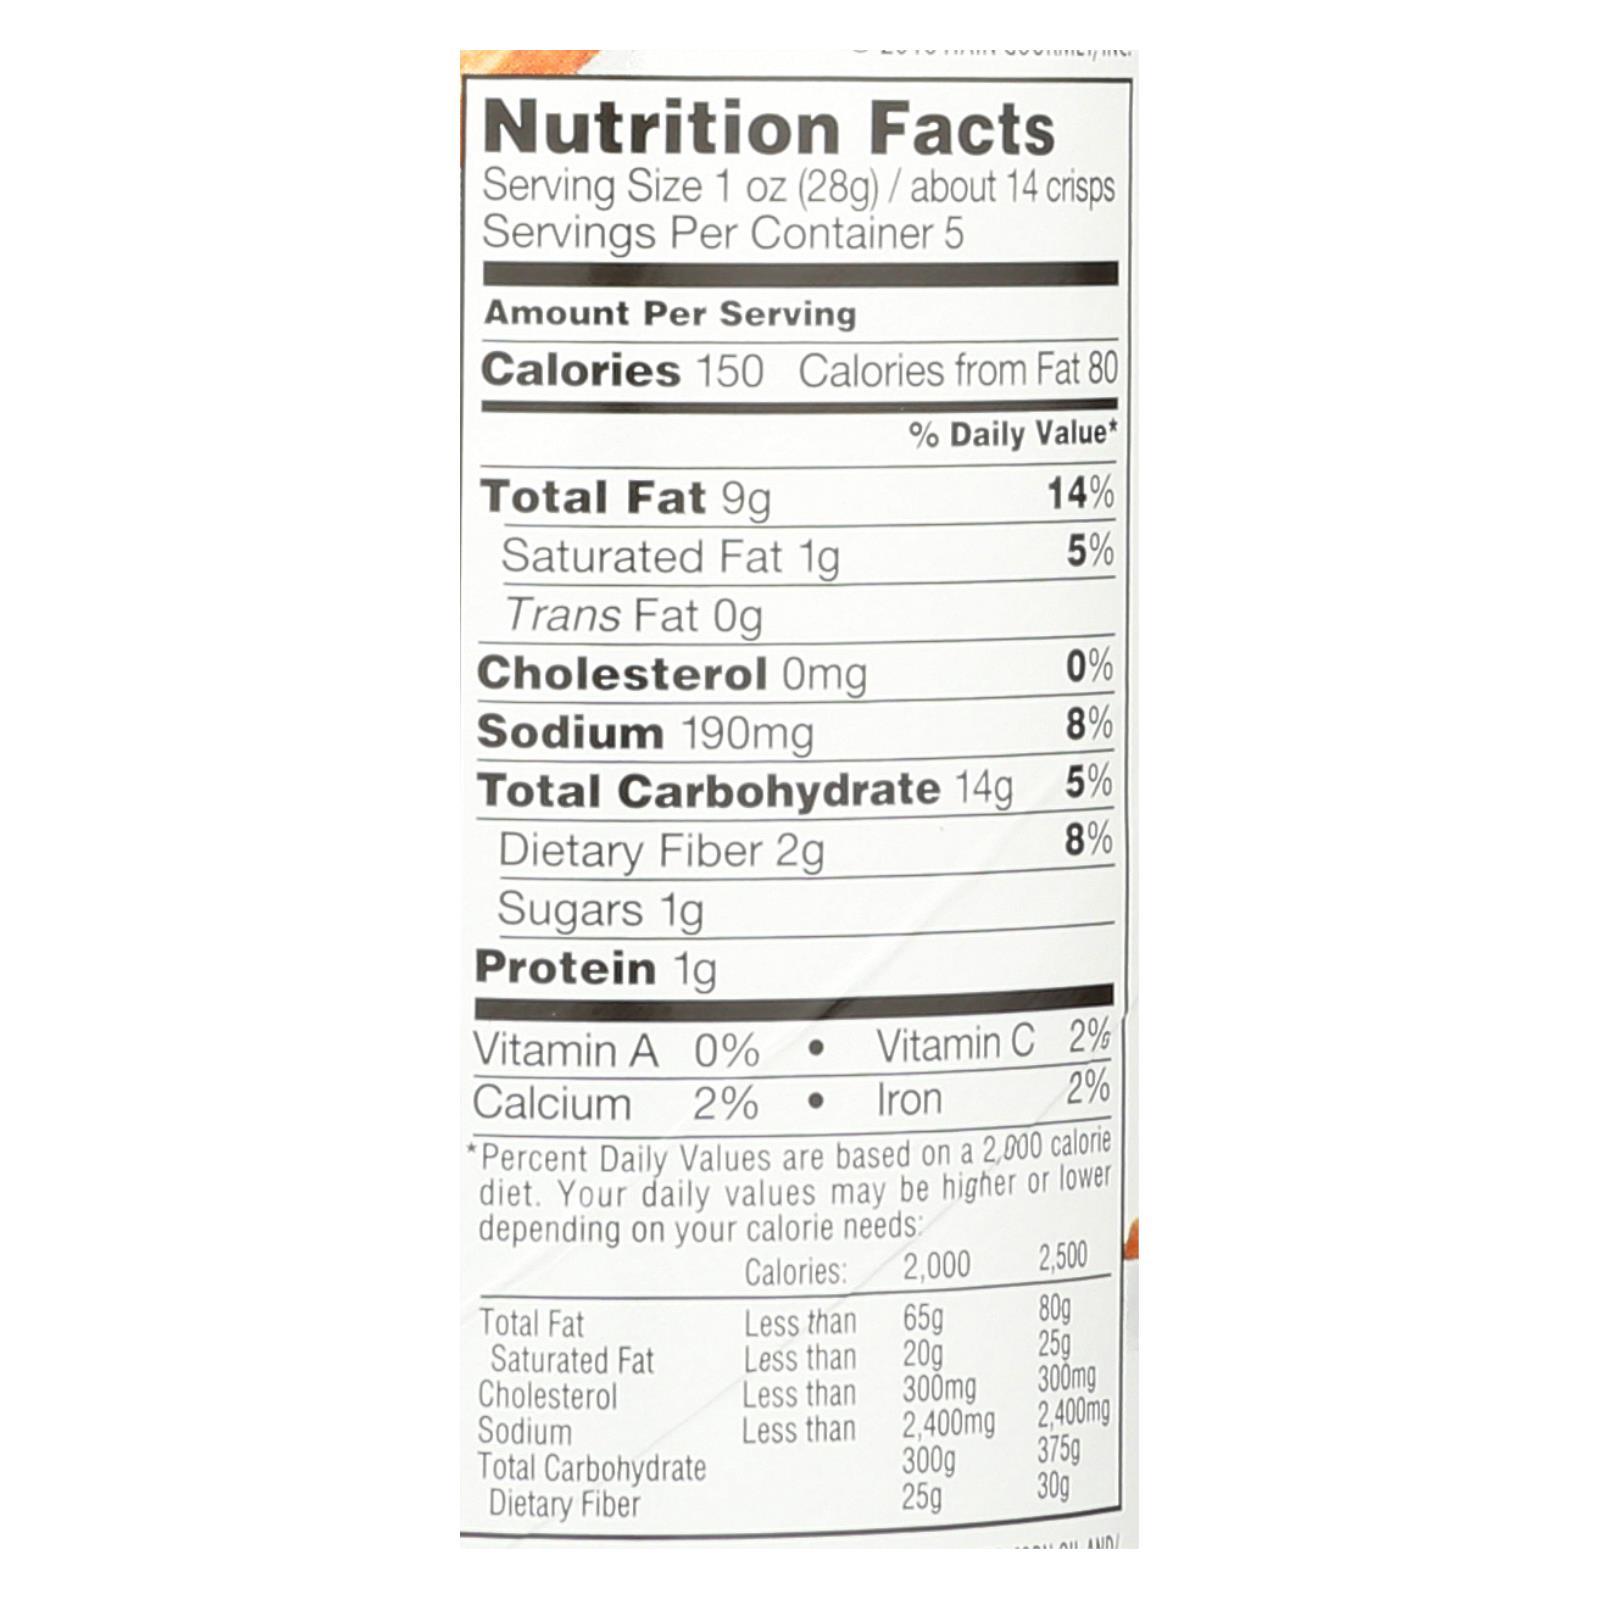 Nutrition Facts
Serving Size 1 oz (28g) / about 14 crisps
Servings Per Container 5
Amount Per Serving
Calories 150 Calories from Fat 80
% Daily Value*
Total Fat 9g 14%
Saturated Fat 1g 5%
Trans Fat 0g
Cholesterol 0mg 0%
Sodium 190mg 8%
Total Carbohydrate 14g 5%
Dietary Fiber 2g 8%
Sugars 1g
Protein 1g
Vitamin A 0% • Vitamin C 2%
Calcium 2% • Iron 2%
*Percent Daily Values are based on a 2,000 calorie
diet. Your daily values may be higher or lower
depending on your calorie needs:
Calories: 2,000 2,500
Total Fat Less than 65g 80g
Saturated Fat Less than 20g 25g
Cholesterol Less than 300mg 300mg
Sodium Less than 2,400mg 2,400mg
Total Carbohydrate 300g 375g
Dietary Fiber 25g 30g